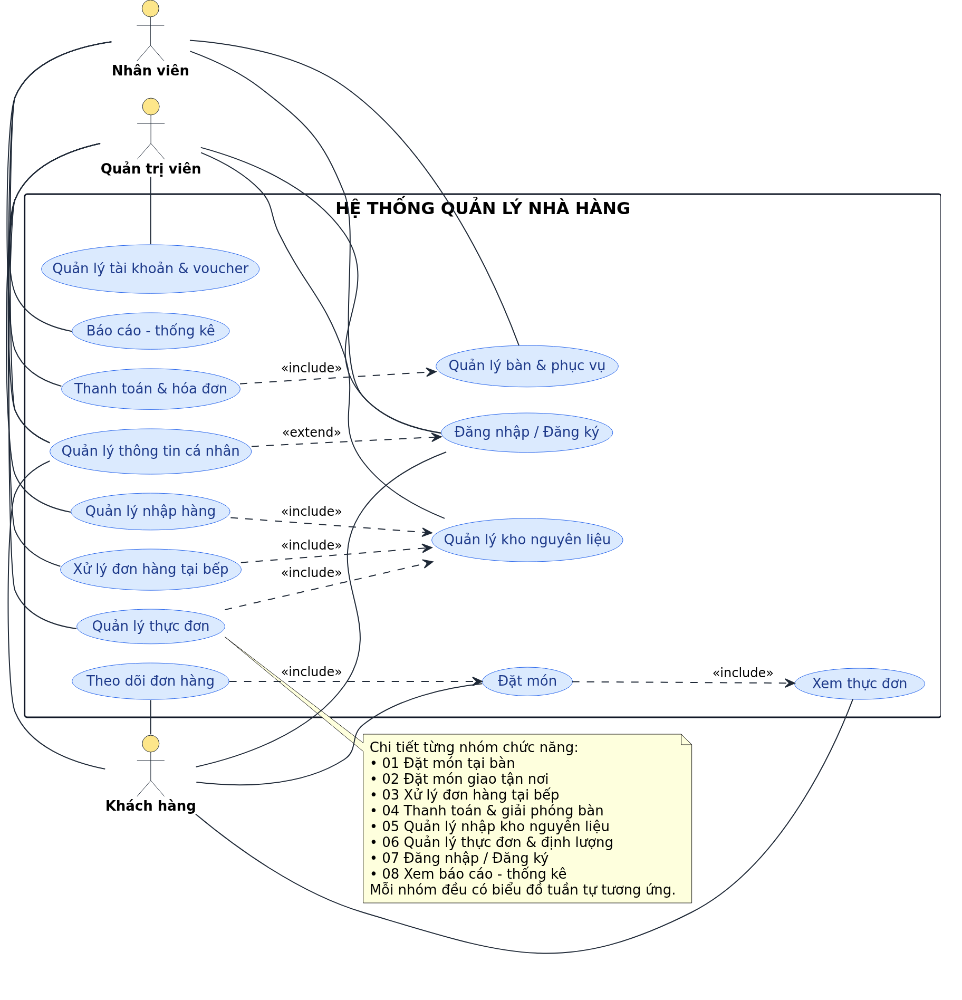 Nhân viên
Quản trị viên
HỆ THỐNG QUẢN LÝ NHÀ HÀNG
Quản lý tài khoản & voucher
Báo cáo - thống kê
Quản lý bàn & phục vụ
«include»
Thanh toán & hóa đơn
«extend»
Đăng nhập / Đăng ký
Quản lý thông tin cá nhân
Quản lý nhập hàng
«include»
Quản lý kho nguyên liệu
«include»
Xử lý đơn hàng tại bếp
«include»
Quản lý thực đơn
Theo dõi đơn hàng
«include»
Đặt món
«include»
Xem thực đơn
Khách hàng
Chi tiết từng nhóm chức năng:
• 01 Đặt món tại bàn
• 02 Đặt món giao tận nơi
• 03 Xử lý đơn hàng tại bếp
• 04 Thanh toán & giải phóng bàn
• 05 Quản lý nhập kho nguyên liệu
• 06 Quản lý thực đơn & định lượng
• 07 Đăng nhập / Đăng ký
• 08 Xem báo cáo - thống kê
Mỗi nhóm đều có biểu đồ tuần tự tương ứng.